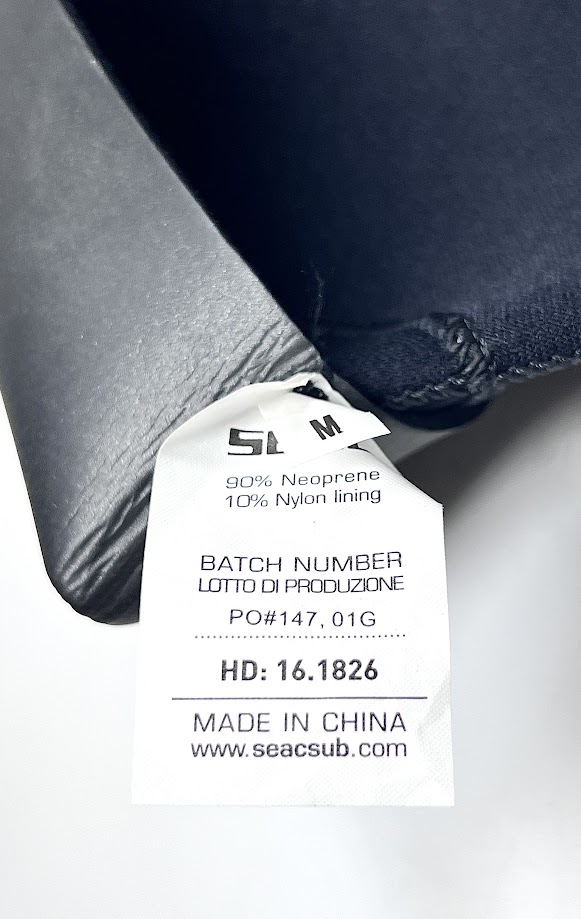 M
90% Neoprene
10% Nylon lining
BATCH NUMBER
LOTTO DI PRODUZIONE
PO#147, 01G
HD: 16.1826
MADE IN CHINA
www.seacsub.com